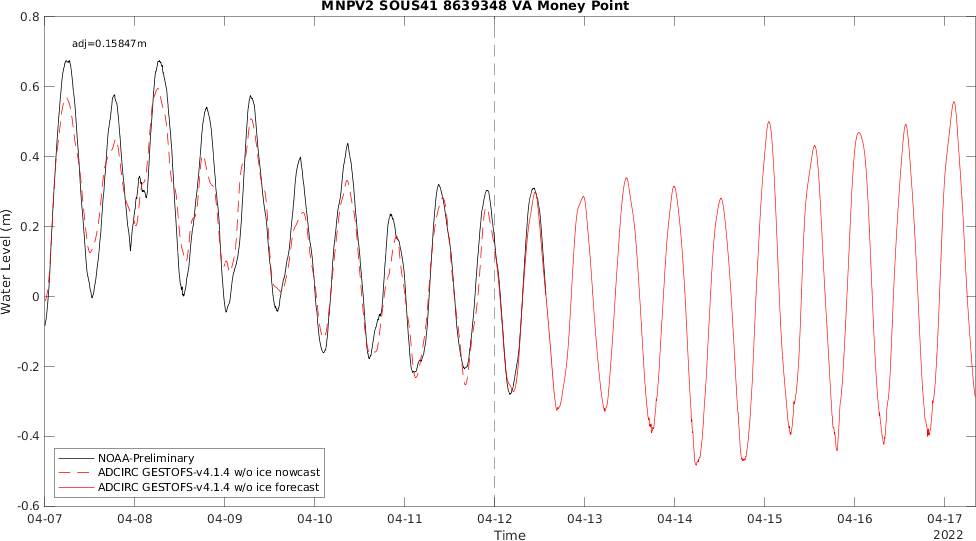 MNPV2 SOUS41 8639348 VA Money Point
0.8
adj=0.15847m
0.6
0.4
0.2
0
-0.2
-0.4
-0.6
Water Level (m)
NOAA-Preliminary
ADCIRC GESTOFS-v4.1.4 w/o ice nowcast
ADCIRC GESTOFS-v4.1.4 w/o ice forecast
04-07 04-08 04-09 04-10 04-11 04-12 04-13 04-14 04-15 04-16 04-17
Time
2022